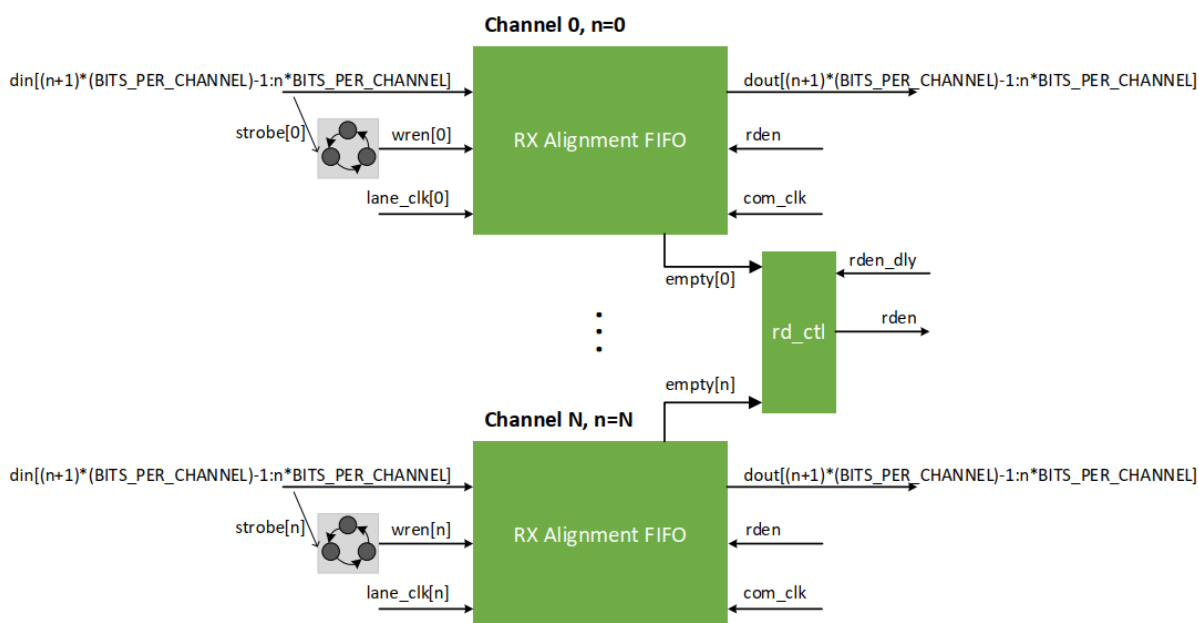 Channel 0, n=0
din[(n+1)*(BITS_PER_CHANNEL)-1:n*BITS_PER_CHANNEL]
dout[(n+1)*(BITS_PER_CHANNEL)-1:n*BITS_PER_CHANNEL]
strobe[0]
wren[0]
RX Alignment FIFO
rden
lane_clk[0]
com_clk
empty[0]
rden_dly
rd_ctl
rden
empty[n]
Channel N, n=N
din[(n+1)*(BITS_PER_CHANNEL)-1:n*BITS_PER_CHANNEL]
dout[(n+1)*(BITS_PER_CHANNEL)-1:n*BITS_PER_CHANNEL]
strobe[n]
wren[n]
RX Alignment FIFO
rden
lane_clk[n]
com_clk